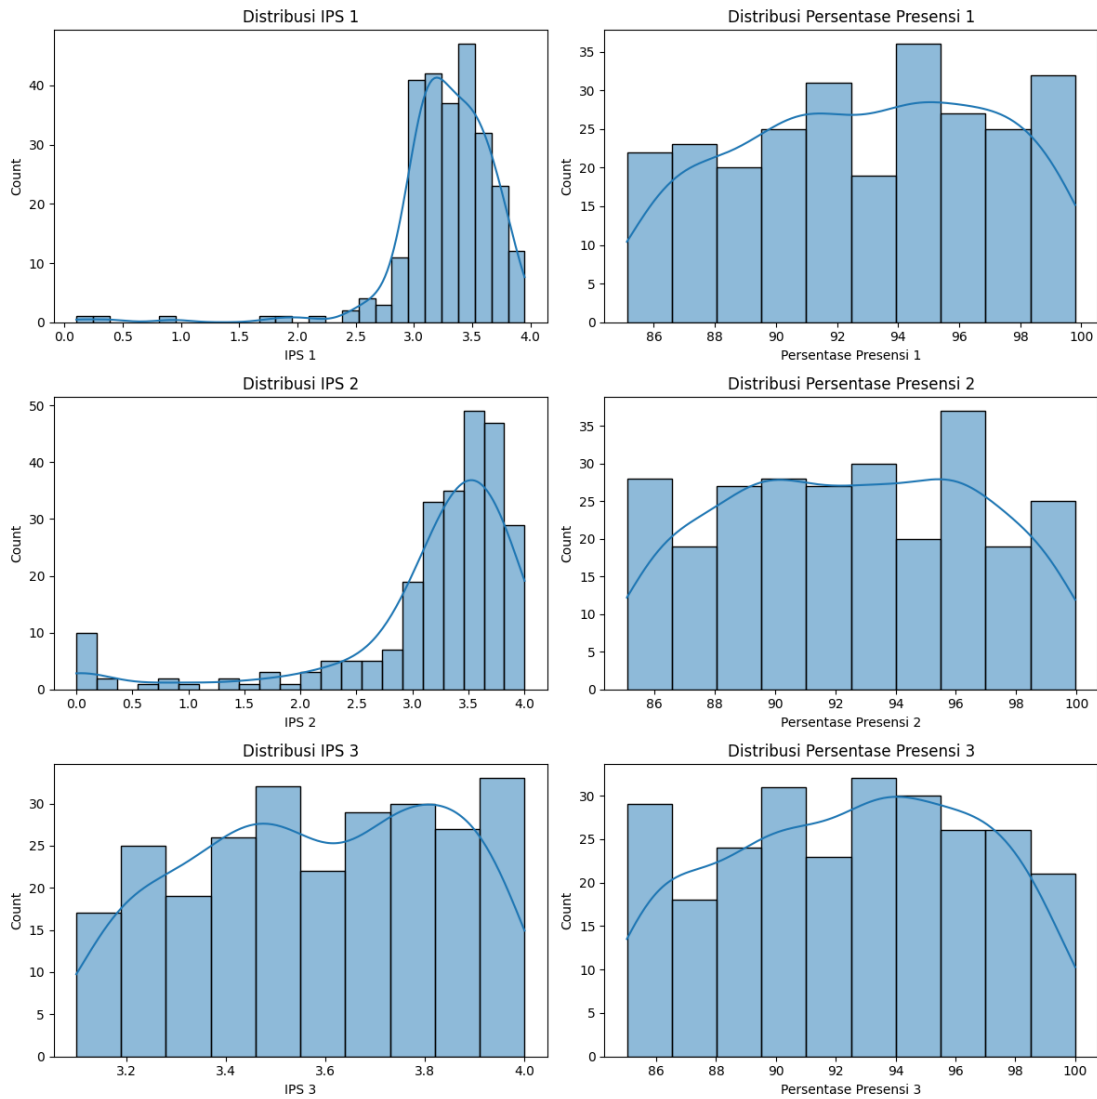 Distribusi IPS 1
Count
40
30
20
10
0
0.0 0.5 1.0 1.5 2.0 2.5 3.0 3.5 4.0
IPS 1
Distribusi Persentase Presensi 1
Count
35
30
25
20
15
10
5
0
86 88 90 92 94 96 98 100
Persentase Presensi 1
Distribusi IPS 2
Count
50
40
30
20
10
0
0.0 0.5 1.0 1.5 2.0 2.5 3.0 3.5 4.0
IPS 2
Distribusi Persentase Presensi 2
Count
35
30
25
20
15
10
5
0
86 88 90 92 94 96 98 100
Persentase Presensi 2
Distribusi IPS 3
Count
30
25
20
15
10
5
0
3.2 3.4 3.6 3.8 4.0
IPS 3
Distribusi Persentase Presensi 3
Count
30
25
20
15
10
5
0
86 88 90 92 94 96 98 100
Persentase Presensi 3